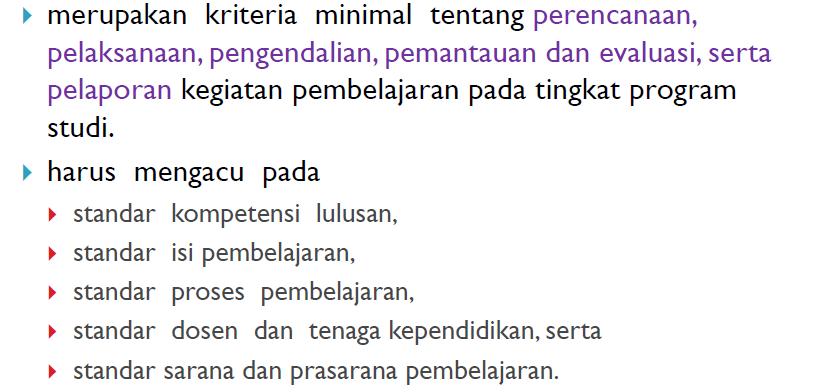 merupakan kriteria minimal tentang perencanaan,
pelaksanaan, pengendalian, pemantauan dan evaluasi, serta
pelaporan kegiatan pembelajaran pada tingkat program
studi.
harus mengacu pada
standar kompetensi lulusan,
standar isi pembelajaran,
standar proses pembelajaran,
standar dosen dan tenaga kependidikan, serta
standar sarana dan prasarana pembelajaran.